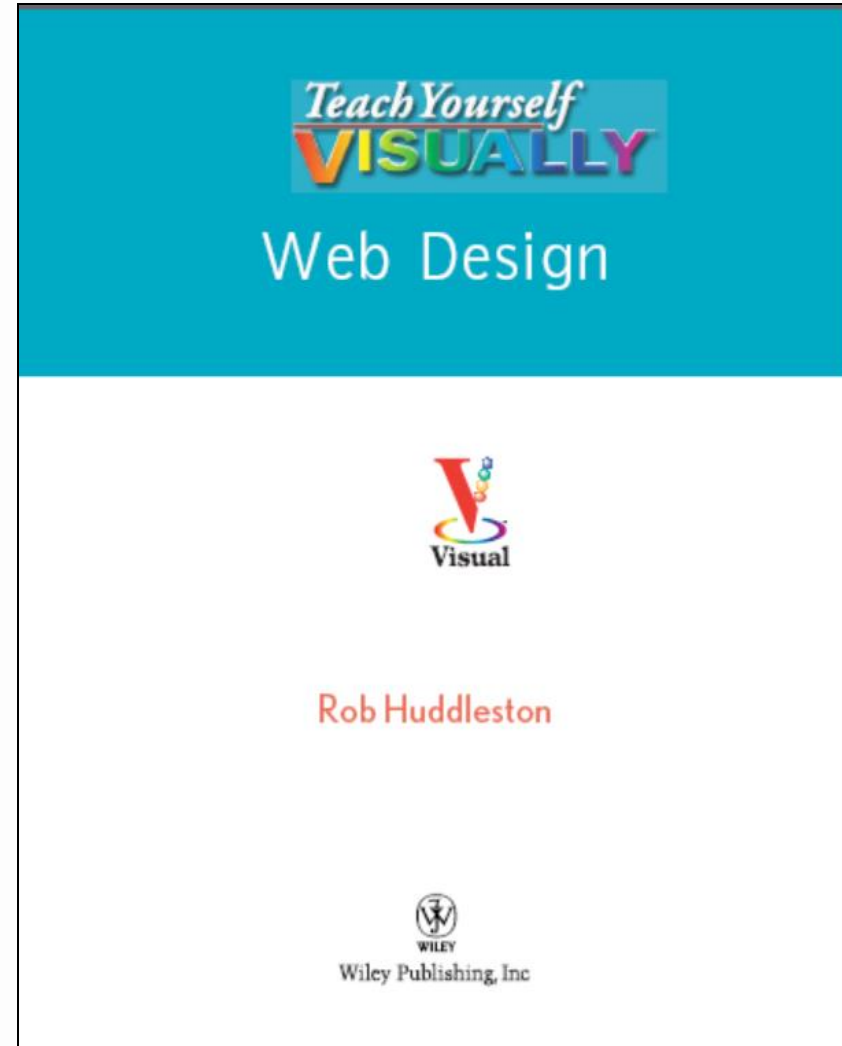 Teach Yourself
VISUALLY
Web Design
Visual
Rob Huddleston
WILEY
Wiley Publishing, Inc